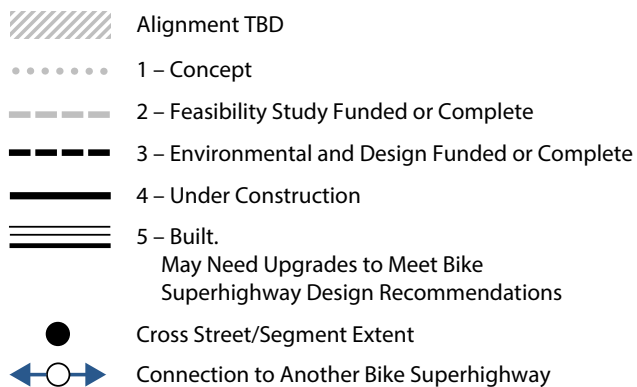 Alignment TBD
1 – Concept
2 – Feasibility Study Funded or Complete
3 – Environmental and Design Funded or Complete
4 – Under Construction
5 – Built.
May Need Upgrades to Meet Bike
Superhighway Design Recommendations
Cross Street/Segment Extent
Connection to Another Bike Superhighway